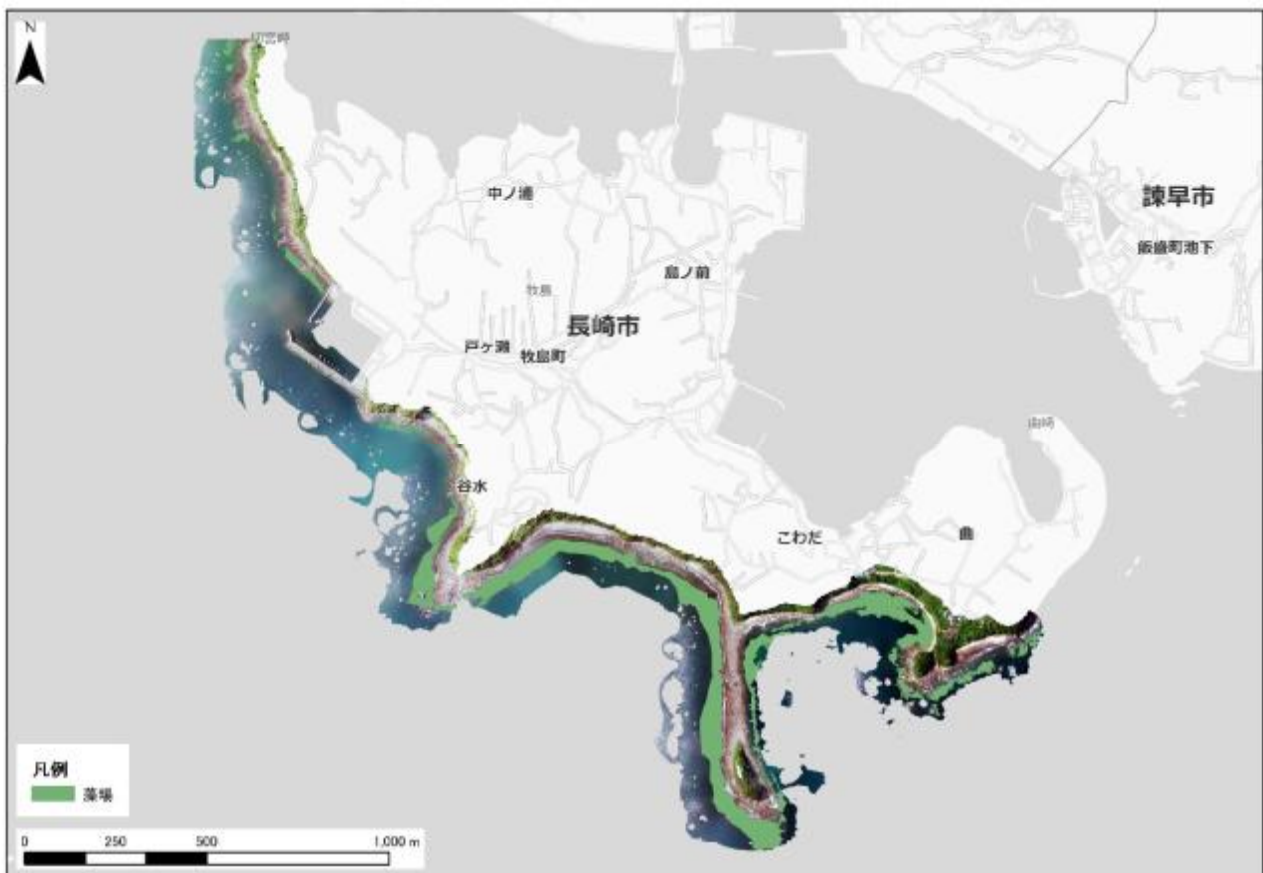 N
中ノ浦
諫早市
飯盛町池下
島ノ前
牧島
長崎市
戸ヶ瀬
牧島町
曲崎
谷水
こわだ
曲
凡例
藻場
0 250 500 1,000 m